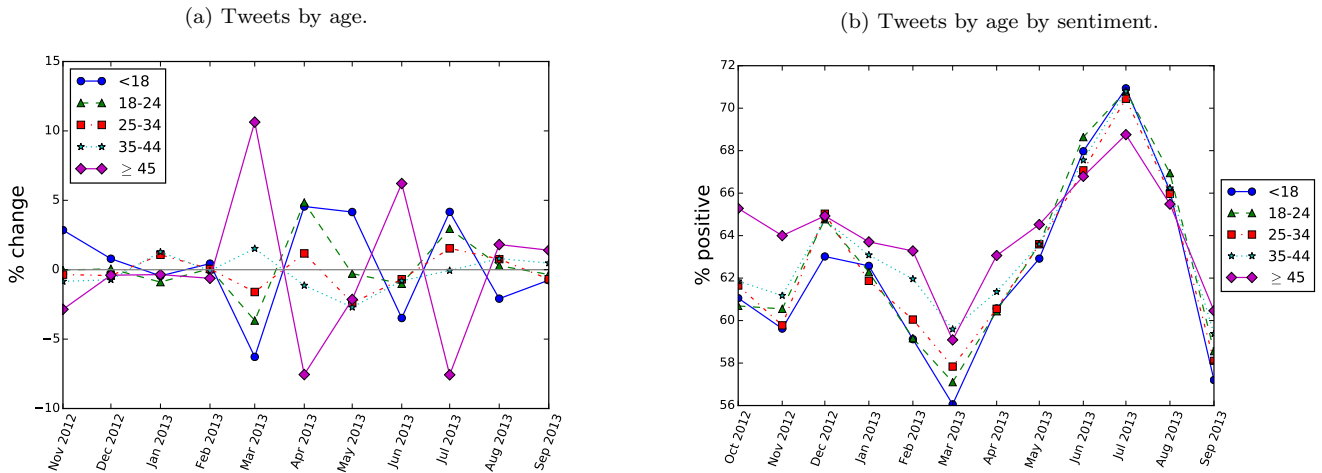 (a) Tweets by age.
% change
15
10
5
0
−5
−10
<18
18-24
25-34
35-44
≥ 45
Nov 2012
Dec 2012
Jan 2013
Feb 2013
Mar 2013
Apr 2013
May 2013
Jun 2013
Jul 2013
Aug 2013
Sep 2013
(b) Tweets by age by sentiment.
% positive
72
70
68
66
64
62
60
58
56
<18
18-24
25-34
35-44
≥ 45
Oct 2012
Nov 2012
Dec 2012
Jan 2013
Feb 2013
Mar 2013
Apr 2013
May 2013
Jun 2013
Jul 2013
Aug 2013
Sep 2013